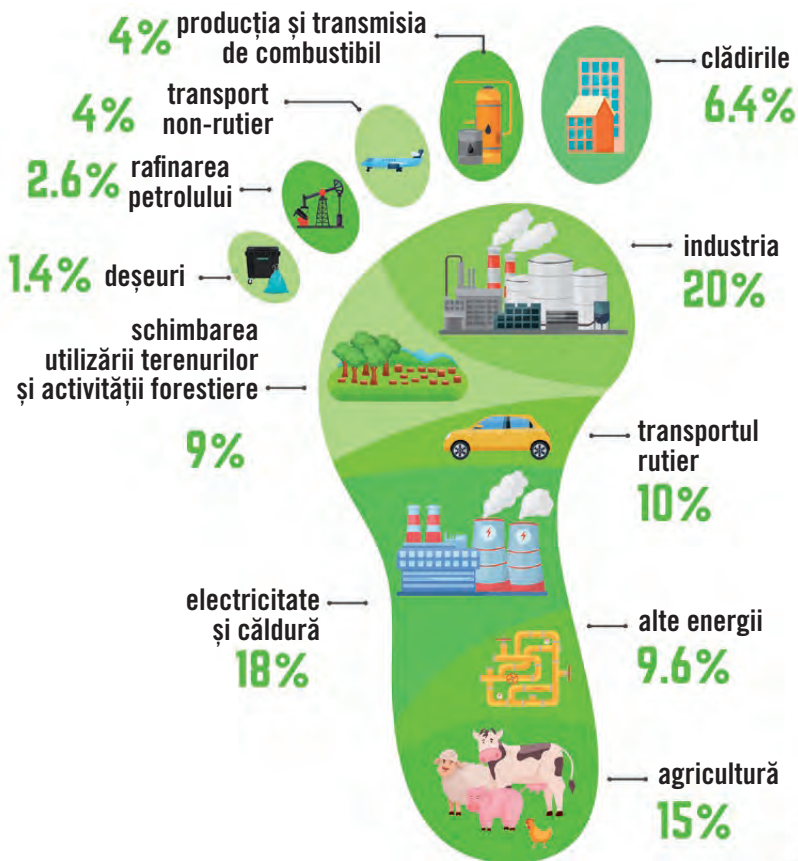 4% producția și transmisia
de combustibil
clădirile
6.4%
transport
4% non-rutier
2.6% rafinarea
petrolului
1.4% deșeuri
industria
20%
schimbarea
utilizării terenurilor
și activității forestiere
9%
transportul
rutier
10%
electricitate
și căldură
18%
alte energii
9.6%
agricultură
15%